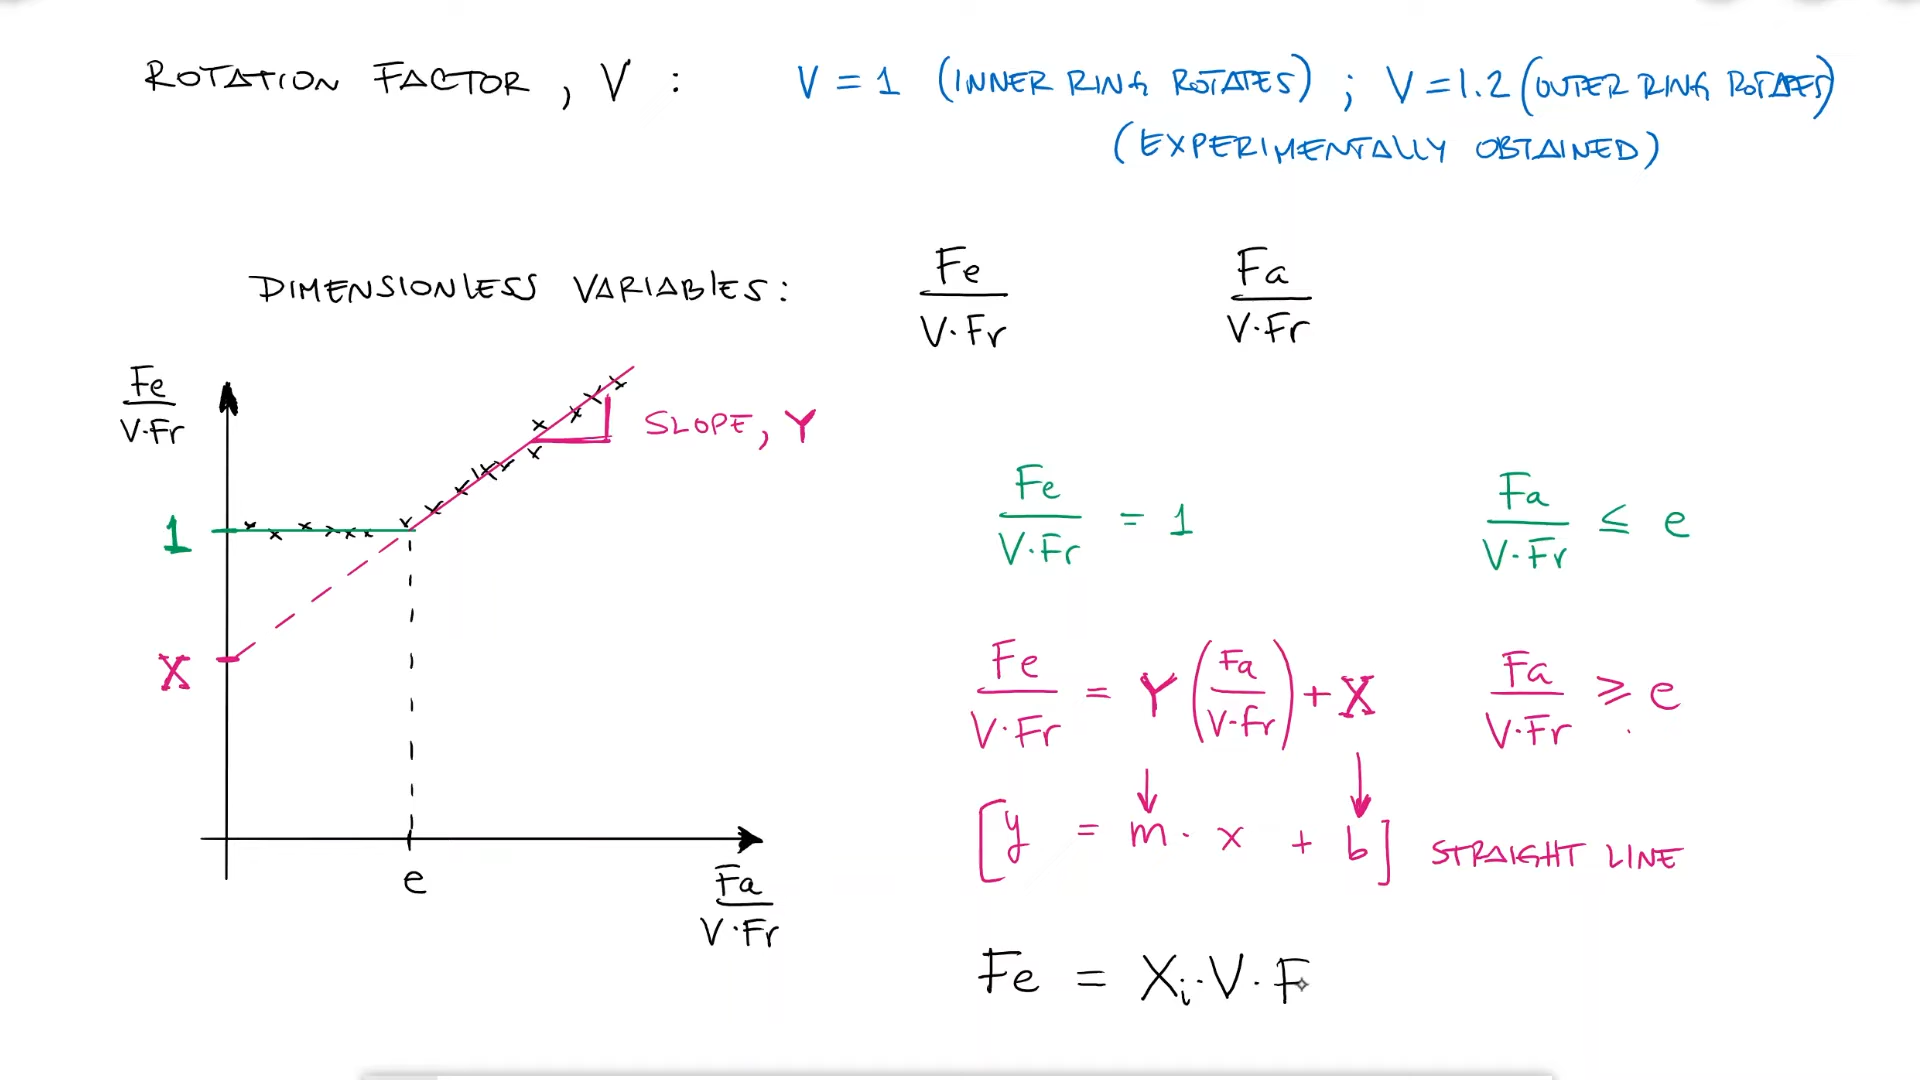 ROTATION FACTOR, V : V = 1 (INNER RING ROTATES) ; V = 1.2 (OUTER RING ROTATES)
(EXPERIMENTALLY OBTAINED)
DIMENSIONLESS VARIABLES: Fe/V·Fr Fa/V·Fr
Fe/V·Fr
SLOPE, Y
1
X
e
Fa/V·Fr
Fe/V·Fr = 1 Fa/V·Fr ≤ e
Fe/V·Fr = Y(Fa/V·Fr) + X Fa/V·Fr ≥ e
[y = m · x + b] STRAIGHT LINE
Fe = Xi·V·F